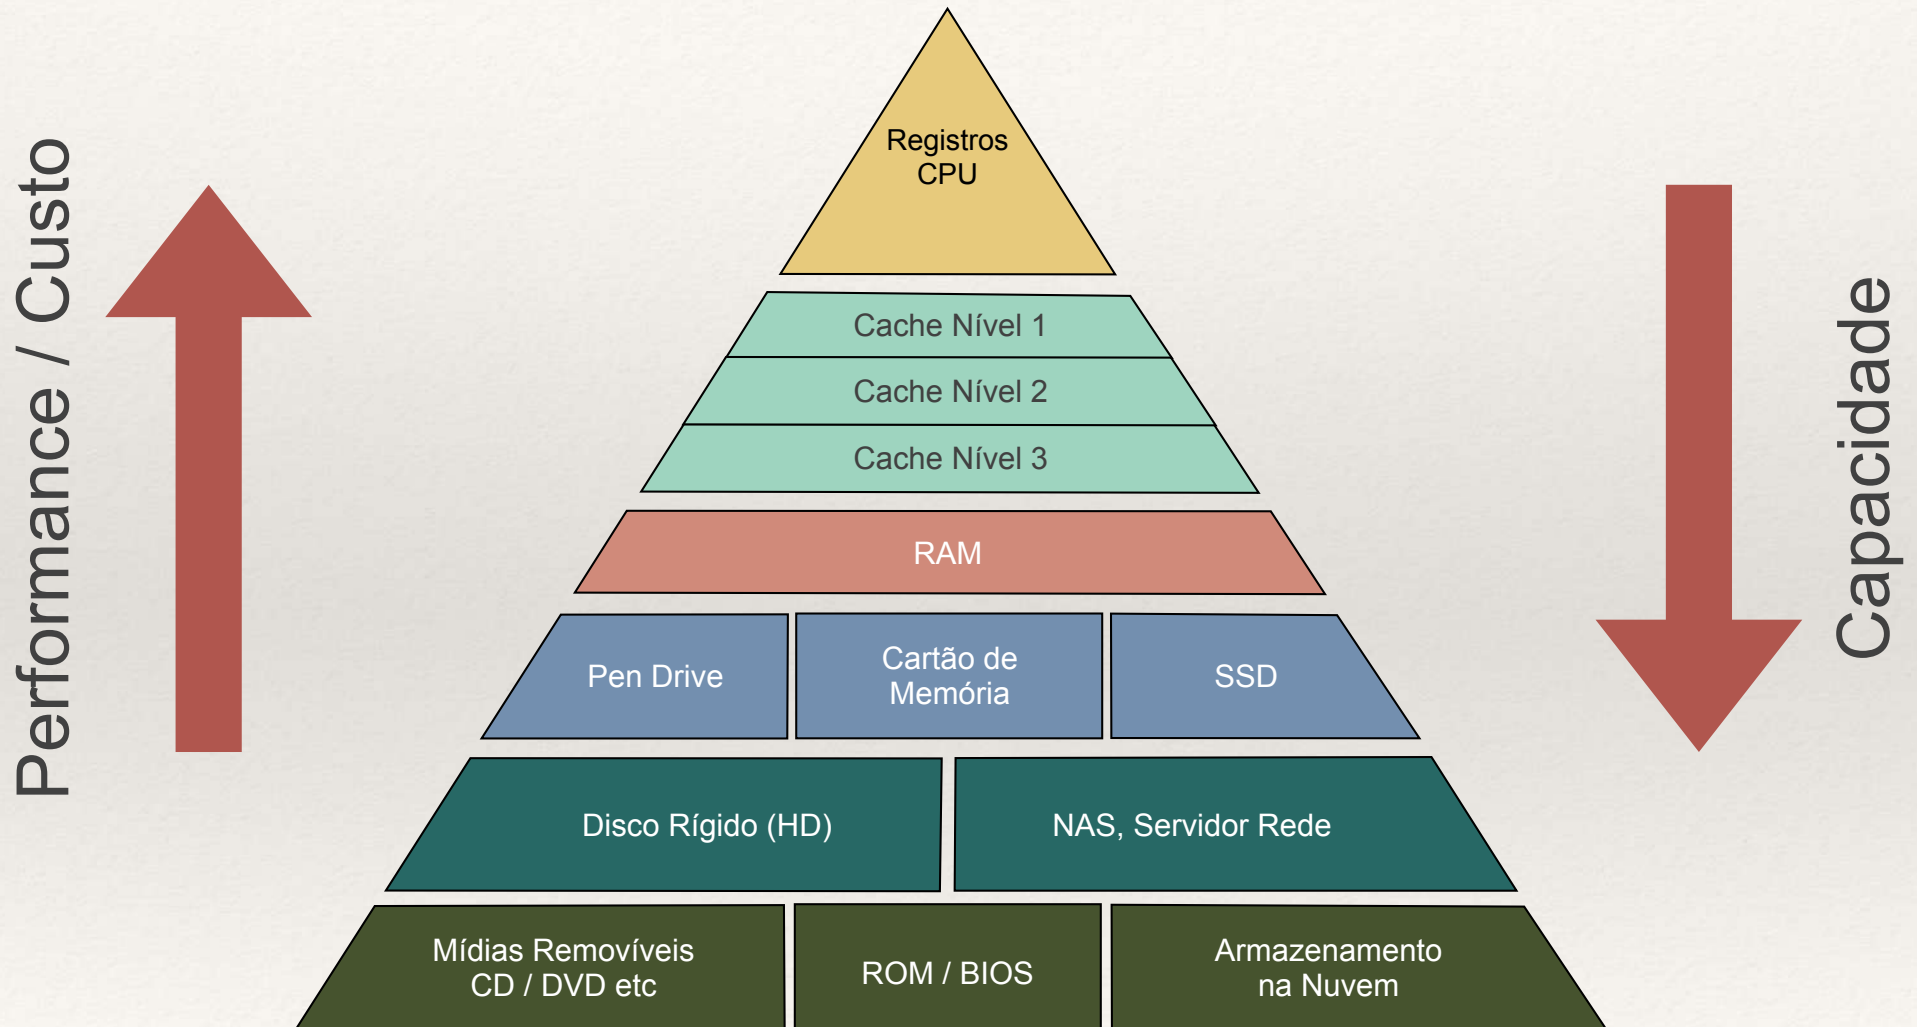 Performance / Custo
Registros
CPU
Cache Nível 1
Cache Nível 2
Cache Nível 3
RAM
Pen Drive
Cartão de
Memória
SSD
Disco Rígido (HD)
NAS, Servidor Rede
Mídias Removíveis
CD / DVD etc
ROM / BIOS
Armazenamento
na Nuvem
Capacidade